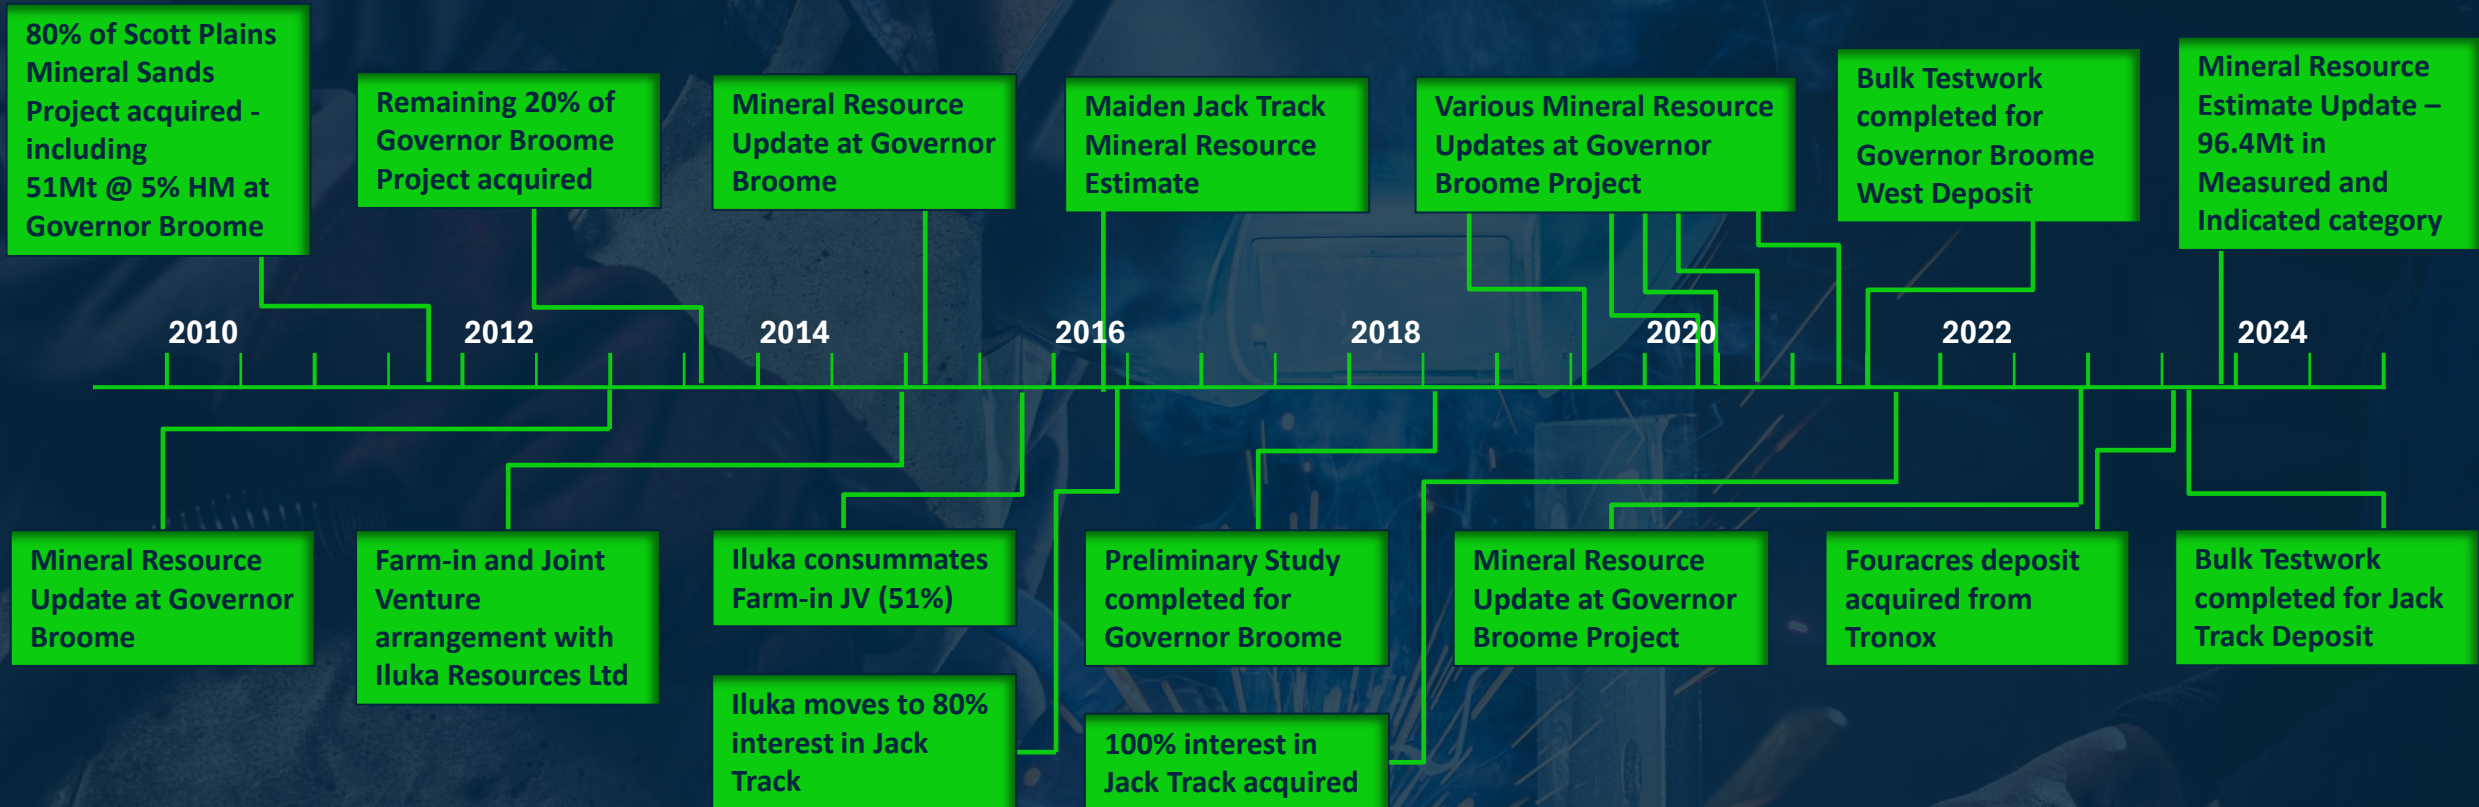 80% of Scott Plains
Mineral Sands
Project acquired -
including
51Mt @ 5% HM at
Governor Broome
Remaining 20% of
Governor Broome
Project acquired
Mineral Resource
Update at Governor
Broome
Maiden Jack Track
Mineral Resource
Estimate
Various Mineral Resource
Updates at Governor
Broome Project
Bulk Testwork
completed for
Governor Broome
West Deposit
Mineral Resource
Estimate Update –
96.4Mt in
Measured and
Indicated category
2010
2012
2014
2016
2018
2020
2022
2024
Mineral Resource
Update at Governor
Broome
Farm-in and Joint
Venture
arrangement with
Iluka Resources Ltd
Iluka consummates
Farm-in JV (51%)
Iluka moves to 80%
interest in Jack
Track
Preliminary Study
completed for
Governor Broome
100% interest in
Jack Track acquired
Mineral Resource
Update at Governor
Broome Project
Fouracres deposit
acquired from
Tronox
Bulk Testwork
completed for Jack
Track Deposit